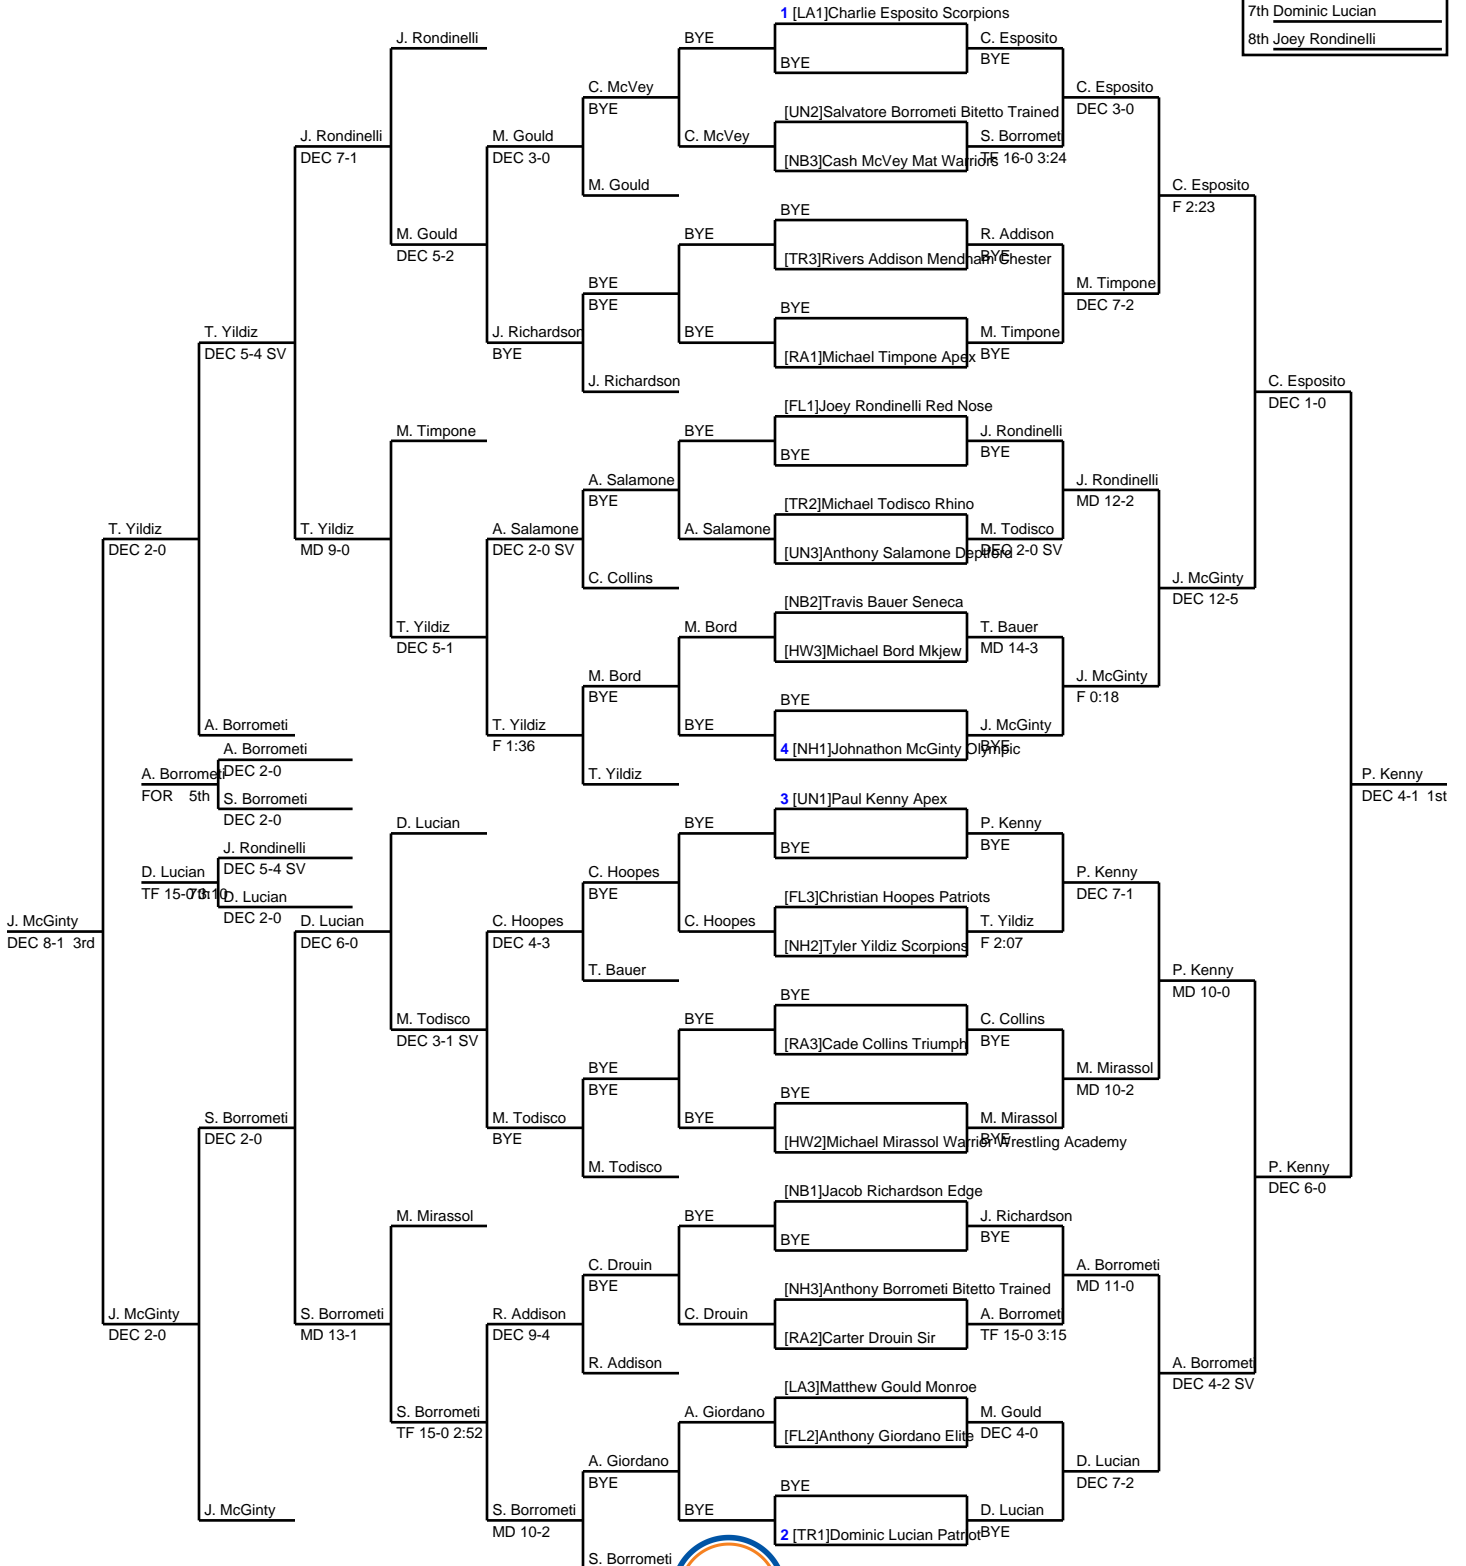 1 [LA1]Charlie Esposito Scorpions
7th Dominic Lucian
8th Joey Rondinelli
J. Rondinelli
BYE
BYE
C. Esposito
BYE
C. McVey
BYE
C. Esposito
DEC 3-0
[UN2]Salvatore Borrometi Bitetto Trained
J. Rondinelli
DEC 7-1
M. Gould
DEC 3-0
C. McVey
[NB3]Cash McVey Mat Warriors
S. Borrometi
TF 16-0 3:24
M. Gould
C. Esposito
F 2:23
BYE
M. Gould
DEC 5-2
BYE
[TR3]Rivers Addison Mendham Chester
R. Addison
BYE
BYE
BYE
M. Timpone
DEC 7-2
BYE
T. Yildiz
DEC 5-4 SV
J. Richardson
BYE
BYE
[RA1]Michael Timpone Apex
M. Timpone
BYE
J. Richardson
C. Esposito
DEC 1-0
[FL1]Joey Rondinelli Red Nose
M. Timpone
BYE
BYE
J. Rondinelli
BYE
A. Salamone
BYE
J. Rondinelli
MD 12-2
[TR2]Michael Todisco Rhino
T. Yildiz
DEC 2-0
T. Yildiz
MD 9-0
A. Salamone
DEC 2-0 SV
A. Salamone
[UN3]Anthony Salamone Deptford
M. Todisco
DEC 2-0 SV
C. Collins
J. McGinty
DEC 12-5
[NB2]Travis Bauer Seneca
T. Yildiz
DEC 5-1
M. Bord
[HW3]Michael Bord Mkjew
T. Bauer
MD 14-3
M. Bord
BYE
J. McGinty
F 0:18
BYE
A. Borrometi
T. Yildiz
F 1:36
BYE
4 [NH1]Johnathon McGinty Olympic
J. McGinty
BYE
A. Borrometi
DEC 2-0
A. Borrometi
FOR 5th
T. Yildiz
P. Kenny
DEC 4-1 1st
S. Borrometi
DEC 2-0
3 [UN1]Paul Kenny Apex
D. Lucian
BYE
BYE
P. Kenny
BYE
J. Rondinelli
DEC 5-4 SV
D. Lucian
TF 15-0 3:10 7th
C. Hoopes
BYE
P. Kenny
DEC 7-1
D. Lucian
DEC 2-0
[FL3]Christian Hoopes Patriots
J. McGinty
DEC 8-1 3rd
D. Lucian
DEC 6-0
C. Hoopes
DEC 4-3
C. Hoopes
[NH2]Tyler Yildiz Scorpions
T. Yildiz
F 2:07
T. Bauer
P. Kenny
MD 10-0
BYE
M. Todisco
DEC 3-1 SV
BYE
[RA3]Cade Collins Triumph
C. Collins
BYE
BYE
BYE
M. Mirassol
MD 10-2
BYE
S. Borrometi
DEC 2-0
M. Todisco
BYE
BYE
[HW2]Michael Mirassol Warrior Wrestling Academy
M. Mirassol
BYE
M. Todisco
P. Kenny
DEC 6-0
[NB1]Jacob Richardson Edge
M. Mirassol
BYE
BYE
J. Richardson
BYE
C. Drouin
BYE
A. Borrometi
MD 11-0
[NH3]Anthony Borrometi Bitetto Trained
J. McGinty
DEC 2-0
S. Borrometi
MD 13-1
R. Addison
DEC 9-4
C. Drouin
[RA2]Carter Drouin Sir
A. Borrometi
TF 15-0 3:15
R. Addison
A. Borrometi
DEC 4-2 SV
[LA3]Matthew Gould Monroe
S. Borrometi
TF 15-0 2:52
A. Giordano
[FL2]Anthony Giordano Elite
M. Gould
DEC 4-0
A. Giordano
BYE
D. Lucian
DEC 7-2
BYE
J. McGinty
S. Borrometi
MD 10-2
BYE
2 [TR1]Dominic Lucian Patriot
D. Lucian
BYE
S. Borrometi